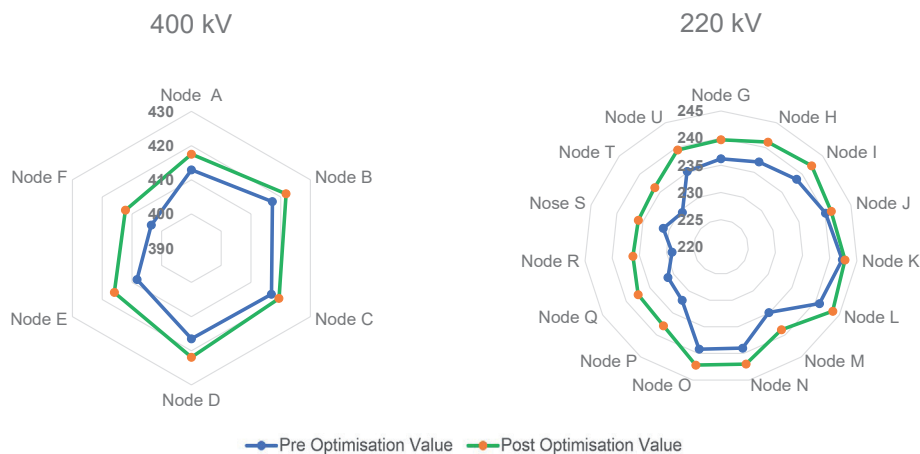 400 kV
220 kV
Node A
430
420
410
400
390
Node B
Node C
Node D
Node E
Node F
Node G
245
240
235
230
225
220
Node H
Node I
Node J
Node K
Node L
Node M
Node N
Node O
Node P
Node Q
Node R
Nose S
Node T
Node U
Pre Optimisation Value
Post Optimisation Value